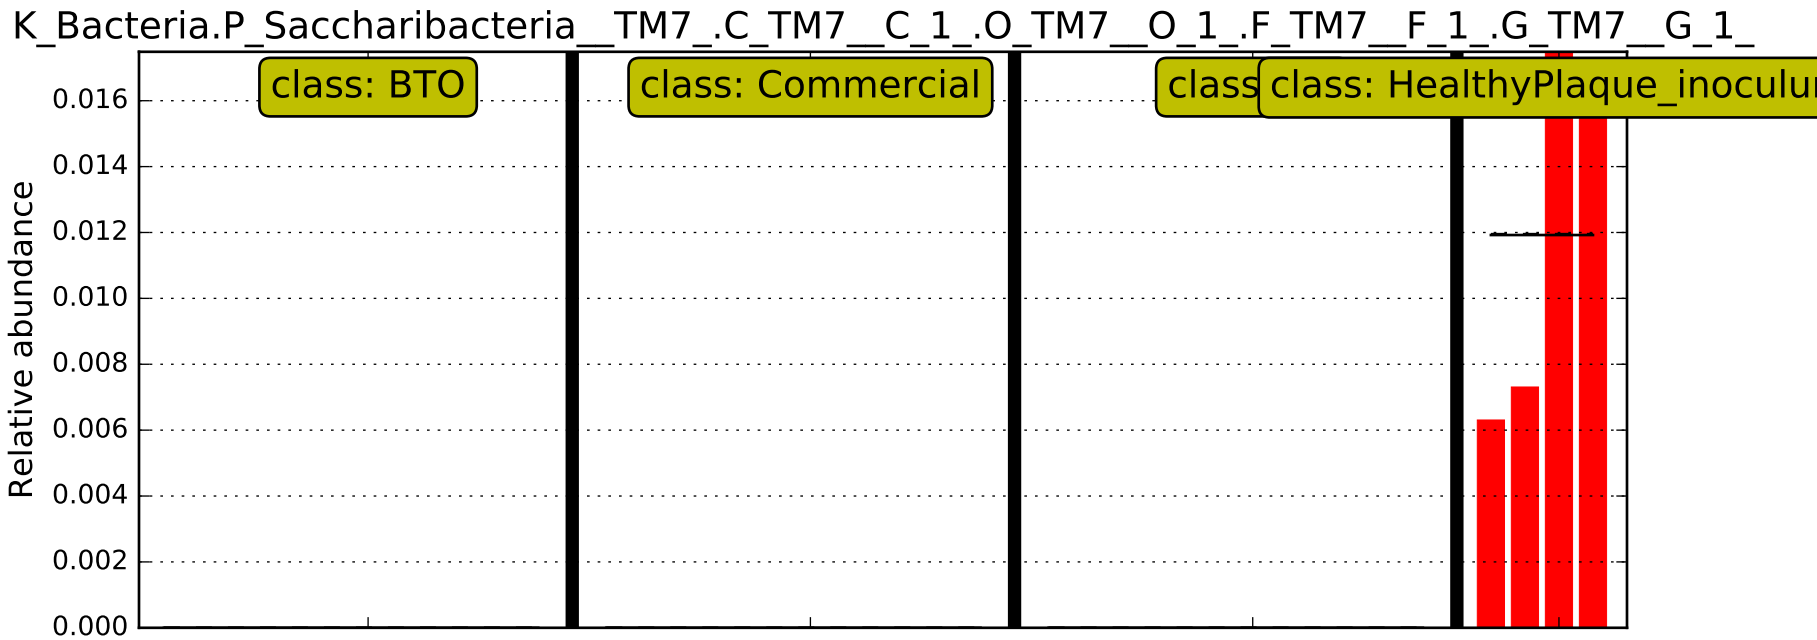 K_Bacteria.P_Saccharibacteria__TM7_.C_TM7__C_1_.O_TM7__O_1_.F_TM7__F_1_.G_TM7__G_1_
class: BTO
class: Commercial
class
class: HealthyPlaque_inoculu
Relative abundance
0.016
0.014
0.012
0.010
0.008
0.006
0.004
0.002
0.000